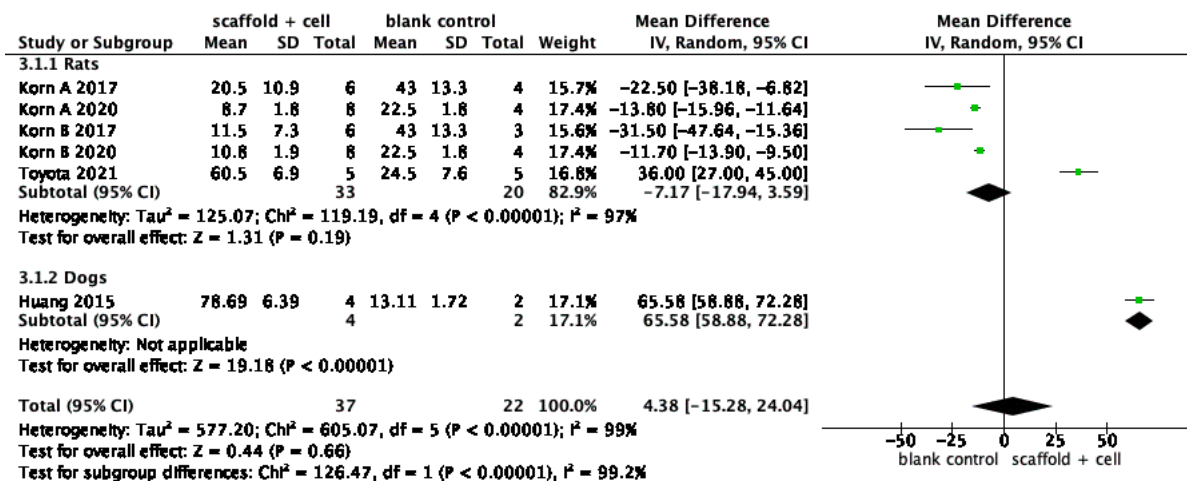 scaffold + cell blank control Mean Difference Mean Difference
Study or Subgroup Mean SD Total Mean SD Total Weight IV, Random, 95% CI IV, Random, 95% CI
3.1.1 Rats
Korn A 2017 20.5 10.9 6 43 13.3 4 15.7% −22.50 [−38.18, −6.82]
Korn A 2020 8.7 1.8 8 22.5 1.8 4 17.4% −13.80 [−15.96, −11.64]
Korn B 2017 11.5 7.3 6 43 13.3 3 15.6% −31.50 [−47.64, −15.36]
Korn B 2020 10.8 1.9 8 22.5 1.8 4 17.4% −11.70 [−13.90, −9.50]
Toyota 2021 60.5 6.9 5 24.5 7.6 5 16.8% 36.00 [27.00, 45.00]
Subtotal (95% CI) 33 20 82.9% −7.17 [−17.94, 3.59]
Heterogeneity: Tau² = 125.07; Chi² = 119.19, df = 4 (P < 0.00001); I² = 97%
Test for overall effect: Z = 1.31 (P = 0.19)
3.1.2 Dogs
Huang 2015 78.69 6.39 4 13.11 1.72 2 17.1% 65.58 [58.88, 72.28]
Subtotal (95% CI) 4 2 17.1% 65.58 [58.88, 72.28]
Heterogeneity: Not applicable
Test for overall effect: Z = 19.18 (P < 0.00001)
Total (95% CI) 37 22 100.0% 4.38 [−15.28, 24.04]
Heterogeneity: Tau² = 577.20; Chi² = 605.07, df = 5 (P < 0.00001); I² = 99%
Test for overall effect: Z = 0.44 (P = 0.66)
Test for subgroup differences: Chi² = 126.47, df = 1 (P < 0.00001), I² = 99.2%
−50 −25 0 25 50
blank control scaffold + cell